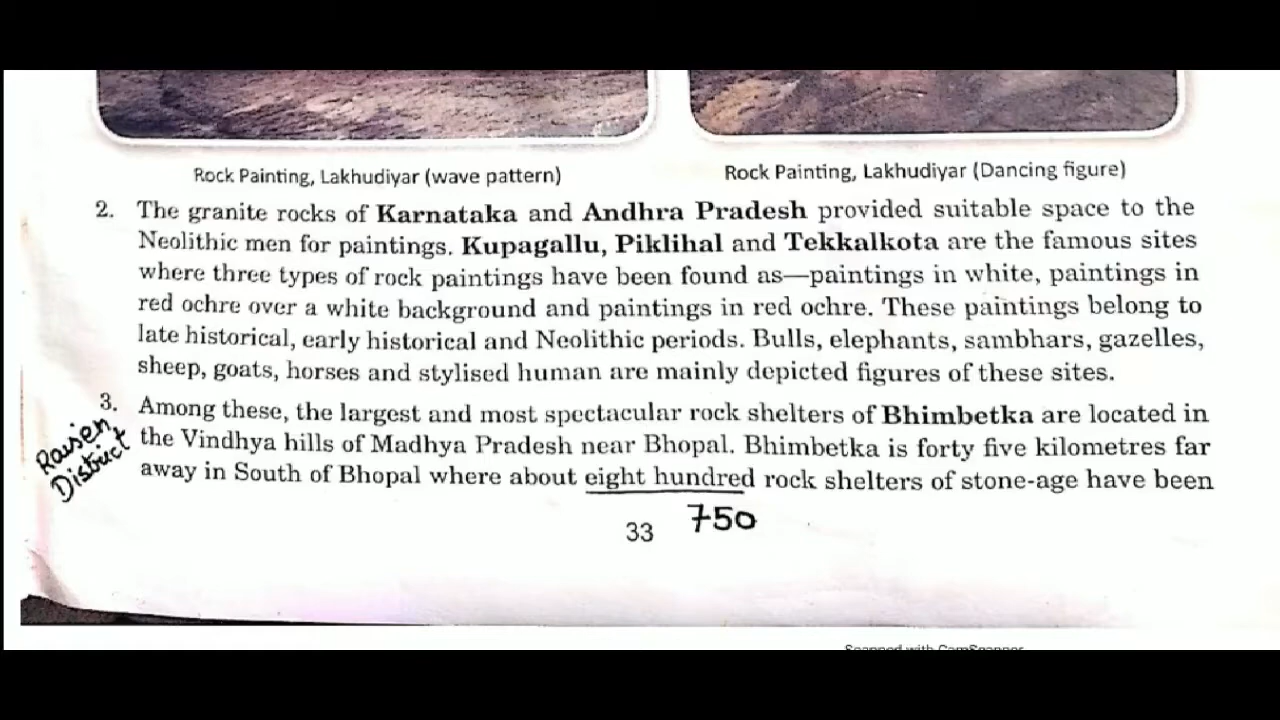 Rock Painting, Lakhudiyar (wave pattern)
Rock Painting, Lakhudiyar (Dancing figure)
2. The granite rocks of Karnataka and Andhra Pradesh provided suitable space to the
Neolithic men for paintings. Kupagallu, Piklihal and Tekkalkota are the famous sites
where three types of rock paintings have been found as—paintings in white, paintings in
red ochre over a white background and paintings in red ochre. These paintings belong to
late historical, early historical and Neolithic periods. Bulls, elephants, sambhars, gazelles,
sheep, goats, horses and stylised human are mainly depicted figures of these sites.
3. Among these, the largest and most spectacular rock shelters of Bhimbetka are located in
Raisen
District
the Vindhya hills of Madhya Pradesh near Bhopal. Bhimbetka is forty five kilometres far
away in South of Bhopal where about eight hundred rock shelters of stone-age have been
750
33
Scanned with CamScanner